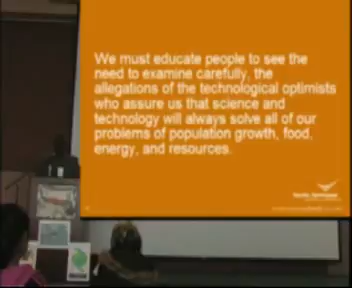 We must educate people to see the
need to examine carefully, the
allegations of the technological optimists
who assure us that science and
technology will always solve all of our
problems of population growth, food,
energy, and resources.